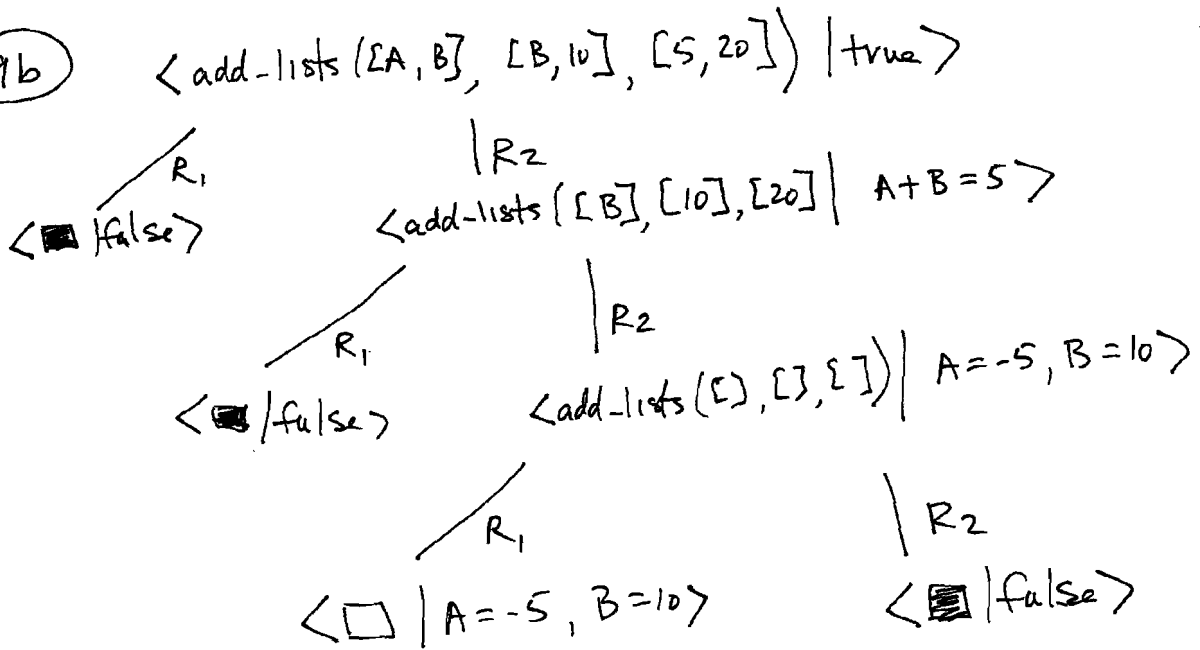 9b <add-lists([A,B], [B,10], [5,20]) | true>
R1 | R2
<■ | false> <add-lists([B],[10],[20] | A+B=5>
R1 | R2
<■ | false> <add-lists([],[],[]) | A=-5, B=10>
R1 | R2
<□ | A=-5, B=10> <■ | false>